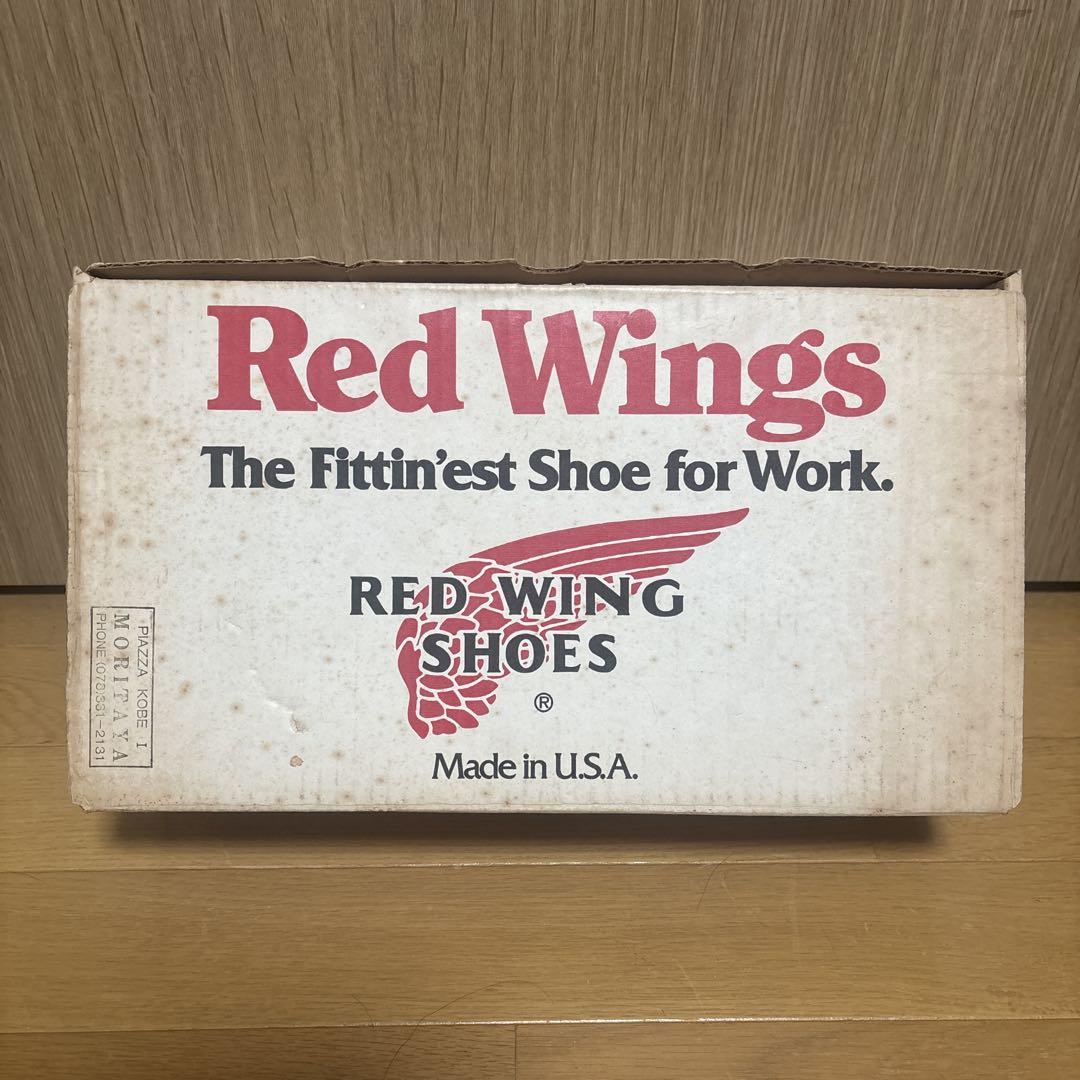 Red Wings
The Fittin'est Shoe for Work.
RED WING
SHOES
®
Made in U.S.A.
PIAZZA KOBE I
MORITAYA
PHONE (078)331-2131